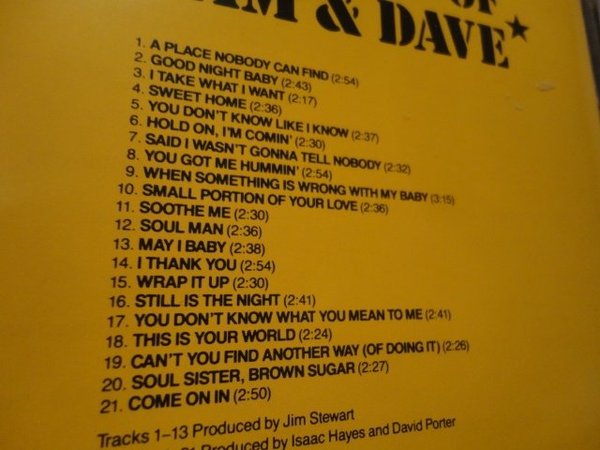 OF
SAM & DAVE*
1. A PLACE NOBODY CAN FIND (2:54)
2. GOOD NIGHT BABY (2:43)
3. I TAKE WHAT I WANT (2:17)
4. SWEET HOME (2:36)
5. YOU DON'T KNOW LIKE I KNOW (2:37)
6. HOLD ON, I'M COMIN' (2:30)
7. SAID I WASN'T GONNA TELL NOBODY (2:32)
8. YOU GOT ME HUMMIN' (2:54)
9. WHEN SOMETHING IS WRONG WITH MY BABY (3:15)
10. SMALL PORTION OF YOUR LOVE (2:36)
11. SOOTHE ME (2:30)
12. SOUL MAN (2:36)
13. MAY I BABY (2:38)
14. I THANK YOU (2:54)
15. WRAP IT UP (2:30)
16. STILL IS THE NIGHT (2:41)
17. YOU DON'T KNOW WHAT YOU MEAN TO ME (2:41)
18. THIS IS YOUR WORLD (2:24)
19. CAN'T YOU FIND ANOTHER WAY (OF DOING IT) (2:26)
20. SOUL SISTER, BROWN SUGAR (2:27)
21. COME ON IN (2:50)
Tracks 1–13 Produced by Jim Stewart
21 Produced by Isaac Hayes and David Porter